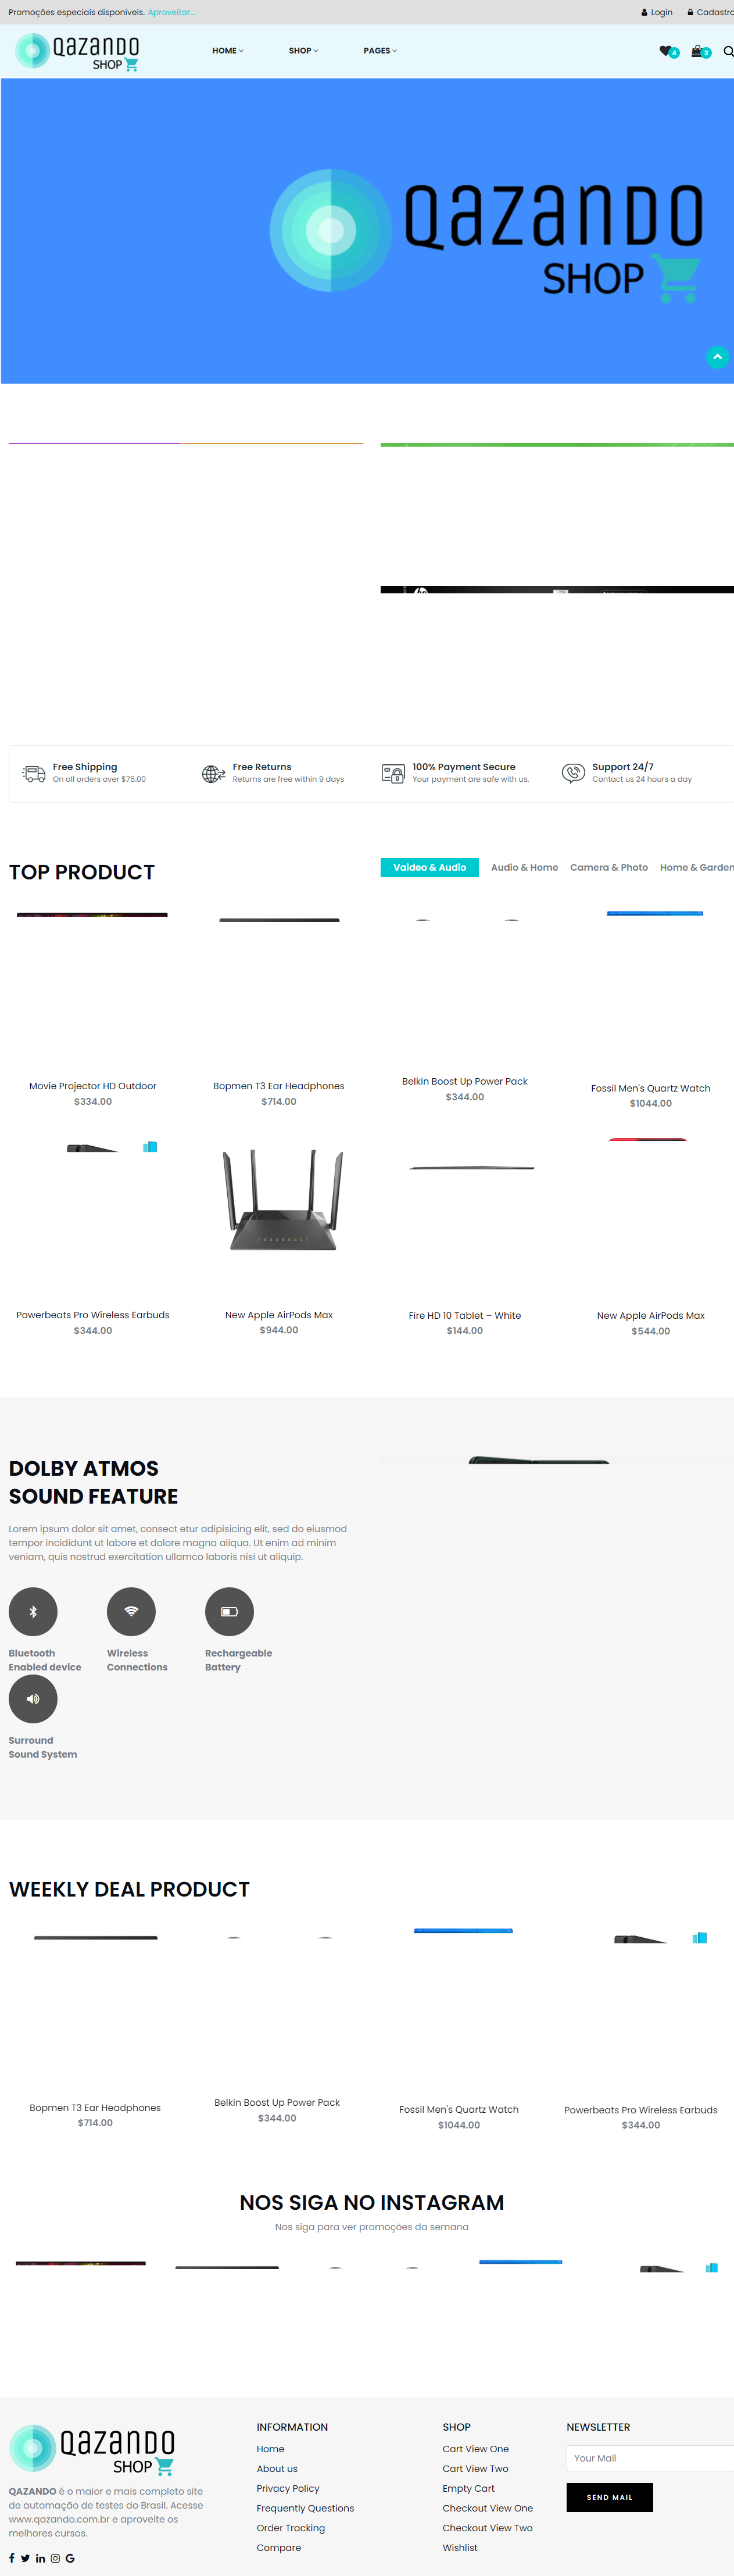 Promoções especiais disponíveis. Aproveitar...
Login
Cadastro
QAZANDO
SHOP
HOME
SHOP
PAGES
4
3
QAZANDO
SHOP
Free Shipping
On all orders over $75.00
Free Returns
Returns are free within 9 days
100% Payment Secure
Your payment are safe with us.
Support 24/7
Contact us 24 hours a day
TOP PRODUCT
Vaideo & Audio
Audio & Home
Camera & Photo
Home & Garden
Movie Projector HD Outdoor
$334.00
Bopmen T3 Ear Headphones
$714.00
Belkin Boost Up Power Pack
$344.00
Fossil Men's Quartz Watch
$1044.00
Powerbeats Pro Wireless Earbuds
$344.00
New Apple AirPods Max
$944.00
Fire HD 10 Tablet – White
$144.00
New Apple AirPods Max
$544.00
DOLBY ATMOS
SOUND FEATURE
Lorem ipsum dolor sit amet, consect etur adipisicing elit, sed do eiusmod
tempor incididunt ut labore et dolore magna aliqua. Ut enim ad minim
veniam, quis nostrud exercitation ullamco laboris nisi ut aliquip.
Bluetooth
Enabled device
Wireless
Connections
Rechargeable
Battery
Surround
Sound System
WEEKLY DEAL PRODUCT
Bopmen T3 Ear Headphones
$714.00
Belkin Boost Up Power Pack
$344.00
Fossil Men's Quartz Watch
$1044.00
Powerbeats Pro Wireless Earbuds
$344.00
NOS SIGA NO INSTAGRAM
Nos siga para ver promoções da semana
QAZANDO
SHOP
QAZANDO é o maior e mais completo site
de automação de testes do Brasil. Acesse
www.qazando.com.br e aproveite os
melhores cursos.
INFORMATION
Home
About us
Privacy Policy
Frequently Questions
Order Tracking
Compare
SHOP
Cart View One
Cart View Two
Empty Cart
Checkout View One
Checkout View Two
Wishlist
NEWSLETTER
Your Mail
SEND MAIL